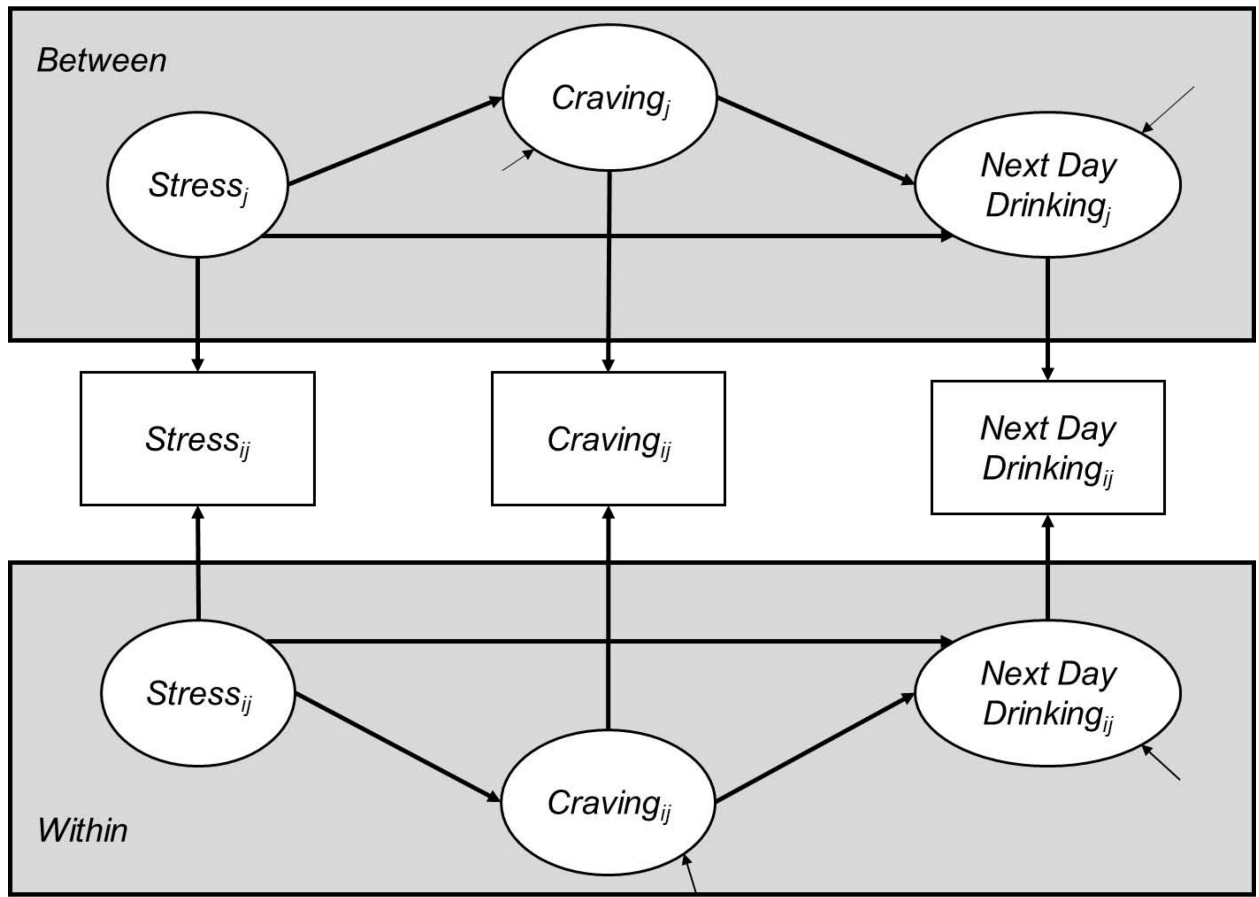 Between
Craving_j
Stress_j
Next Day
Drinking_j
Stress_ij
Craving_ij
Next Day
Drinking_ij
Stress_ij
Next Day
Drinking_ij
Craving_ij
Within